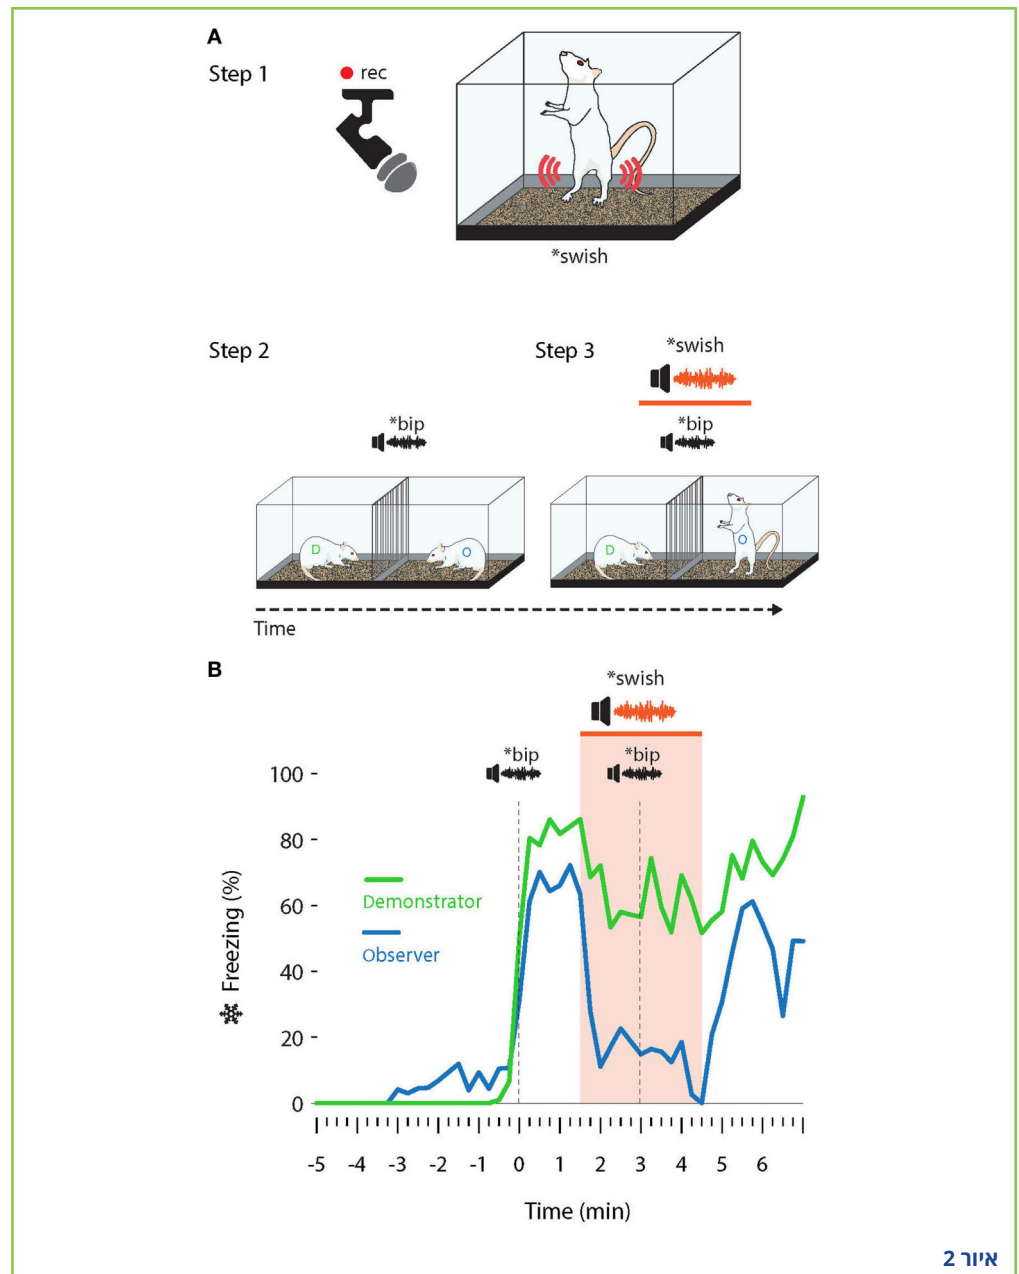 A
Step 1
rec
*swish
Step 2
Step 3
*swish
*bip
*bip
D
O
D
O
Time
B
*swish
*bip
*bip
100
80
60
40
20
0
Freezing (%)
Demonstrator
Observer
-5 -4 -3 -2 -1 0 1 2 3 4 5 6
Time (min)
איור 2